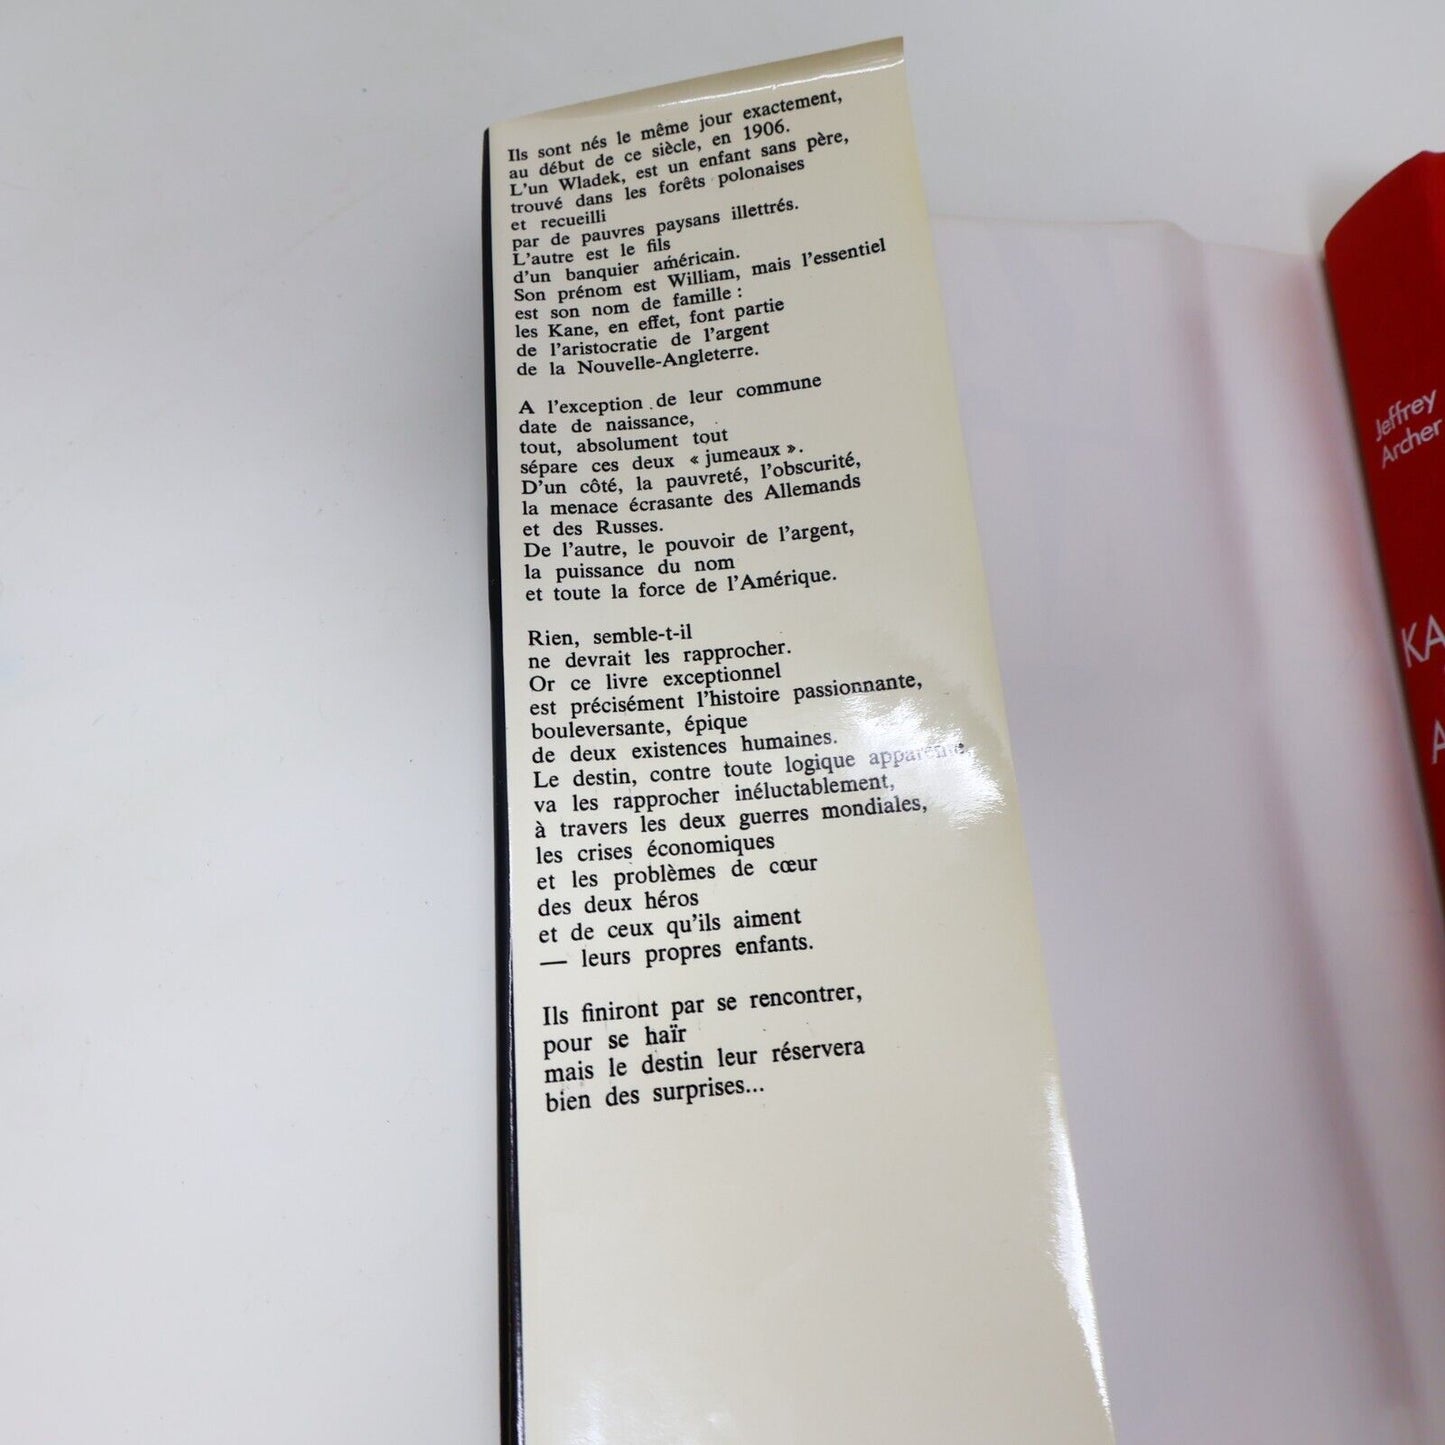 Ils sont nés le même jour exactement,
au début de ce siècle, en 1906.
L'un Wladek, est un enfant sans père,
trouvé dans les forêts polonaises
et recueilli
par de pauvres paysans illettrés.
L'autre est le fils
d'un banquier américain.
Son prénom est William, mais l'essentiel
est son nom de famille :
les Kane, en effet, font partie
de l'aristocratie de l'argent
de la Nouvelle-Angleterre.
A l'exception de leur commune
date de naissance,
tout, absolument tout
sépare ces deux « jumeaux ».
D'un côté, la pauvreté, l'obscurité,
la menace écrasante des Allemands
et des Russes.
De l'autre, le pouvoir de l'argent,
la puissance du nom
et toute la force de l'Amérique.
Rien, semble-t-il
ne devrait les rapprocher.
Or ce livre exceptionnel
est précisément l'histoire passionnante,
bouleversante, épique
de deux existences humaines.
Le destin, contre toute logique apparente,
va les rapprocher inéluctablement,
à travers les deux guerres mondiales,
les crises économiques
et les problèmes de cœur
des deux héros
et de ceux qu'ils aiment
— leurs propres enfants.
Ils finiront par se rencontrer,
pour se haïr
mais le destin leur réservera
bien des surprises...
Jeffrey
Archer
KA
A